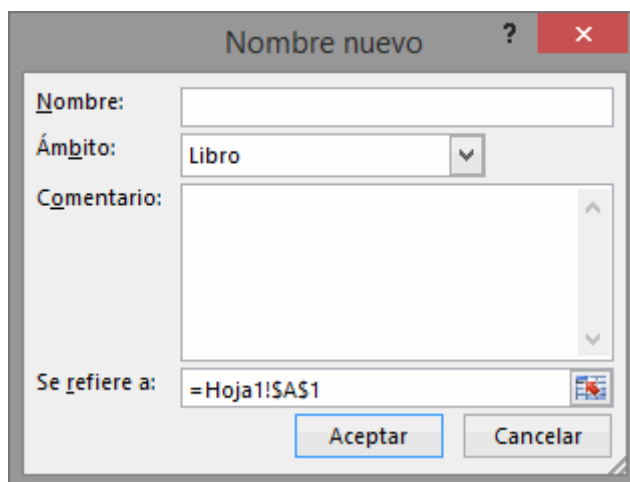 Nombre nuevo ? ×
Nombre:
Ámbito: Libro
Comentario:
Se refiere a: =Hoja1!$A$1
Aceptar Cancelar